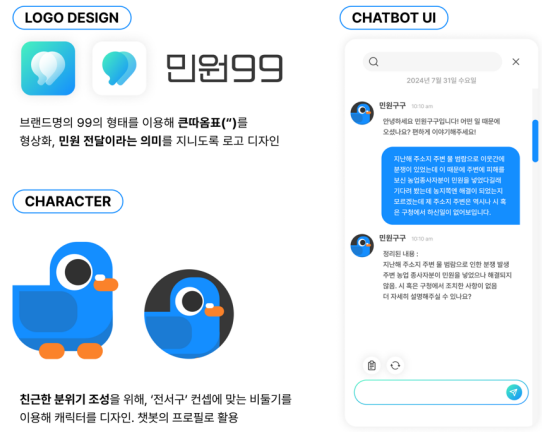 LOGO DESIGN
민원99
브랜드명의 99의 형태를 이용해 큰따옴표(“)를
형상화, 민원 전달이라는 의미를 지니도록 로고 디자인
CHARACTER
친근한 분위기 조성을 위해, ‘전서구’ 컨셉에 맞는 비둘기를
이용해 캐릭터를 디자인. 챗봇의 프로필로 활용
CHATBOT UI
2024년 7월 31일 수요일
민원구구 10:10 am
안녕하세요 민원구구입니다! 어떤 일 때문에
오셨나요? 편하게 이야기해주세요!
지난해 주소지 주변 물 범람으로 이웃간에
분쟁이 있었는데 이 때문에 주변에 피해를
보신 농업종사자분이 민원을 넣었다길래
기다려 봤는데 농지쪽엔 해결이 되었는지
모르겠는데 제 주소지 주변은 역시나 시 혹
은 구청에서 하신일이 없어보입니다.
민원구구 10:10 am
정리된 내용 :
지난해 주소지 주변 물 범람으로 인한 분쟁 발생
주변 농업 종사자분이 민원을 넣었으나 해결되지
않음. 시 혹은 구청에서 조치한 사항이 없음
더 자세히 설명해주실 수 있나요?